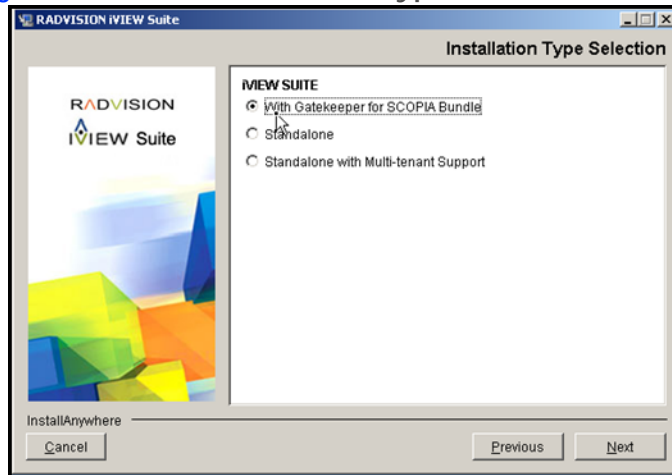 RADVISION iVIEW Suite
Installation Type Selection
RADVISION
iVIEW Suite
iVIEW SUITE
With Gatekeeper for SCOPIA Bundle
Standalone
Standalone with Multi-tenant Support
InstallAnywhere
Cancel
Previous
Next